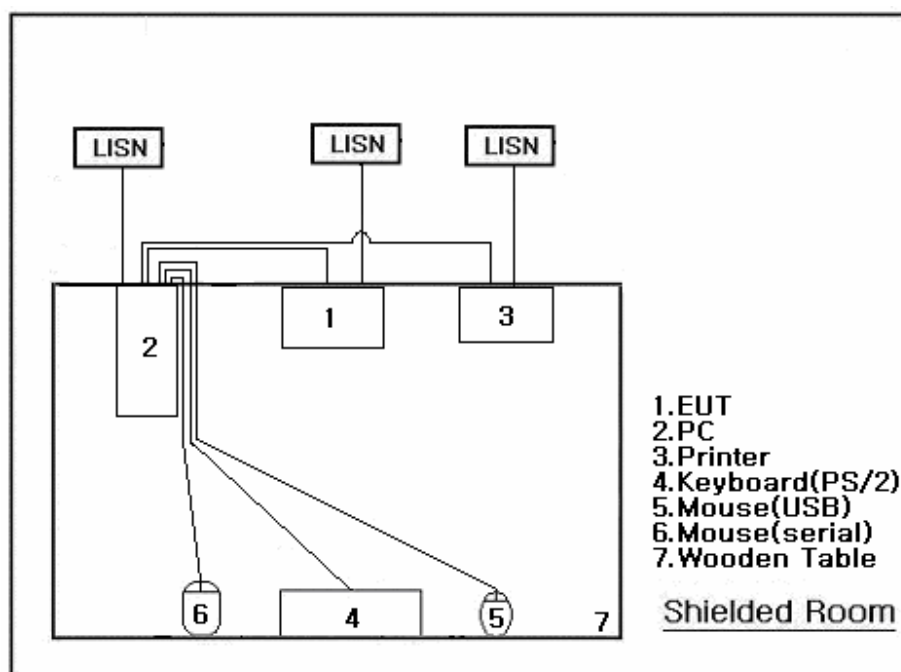 LISN
LISN
LISN
1
3
2
1.EUT
2.PC
3.Printer
4.Keyboard(PS/2)
5.Mouse(USB)
6.Mouse(serial)
7.Wooden Table
6
4
5
7
Shielded Room